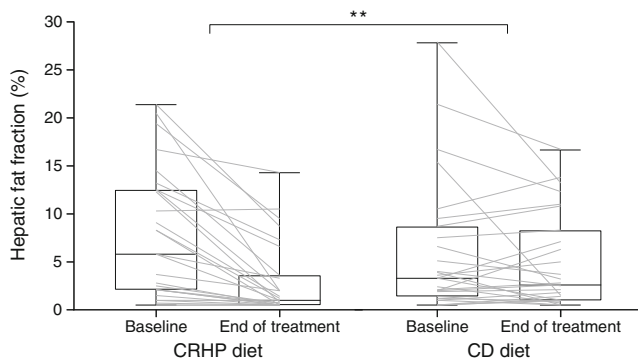 **
Hepatic fat fraction (%)
30
25
20
15
10
5
0
Baseline End of treatment Baseline End of treatment
CRHP diet CD diet